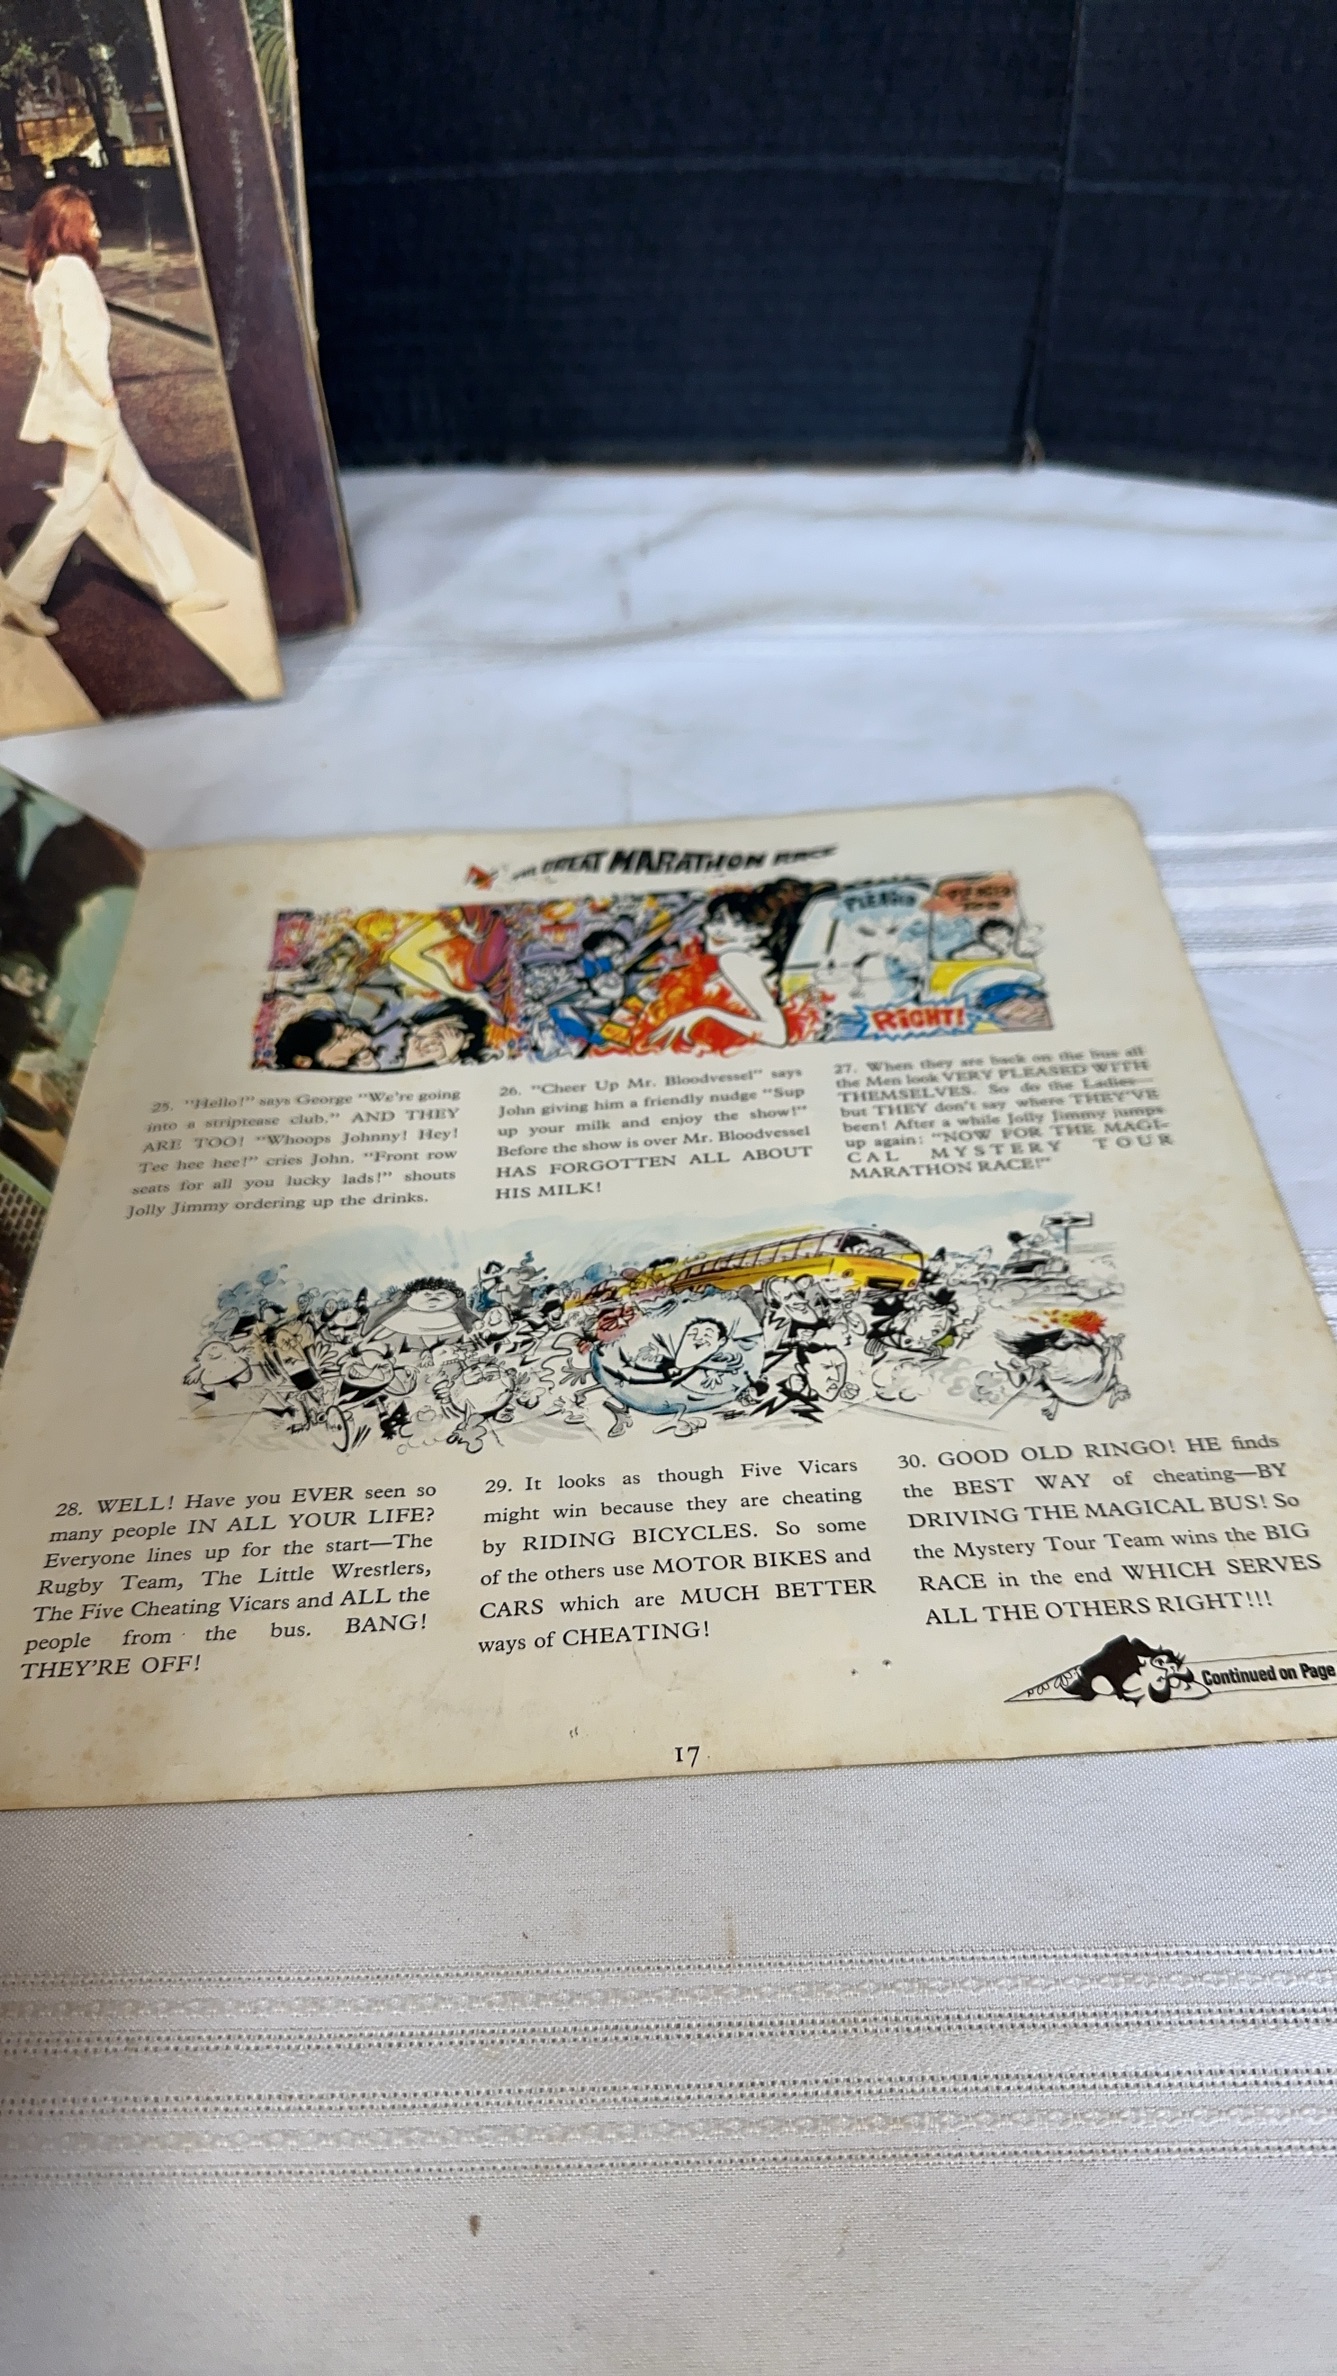 THE GREAT MARATHON RACE
RIGHT!
25. "Hello!" says George "We're going
into a striptease club." AND THEY
ARE TOO! "Whoops Johnny! Hey!
Tee hee hee!" cries John. "Front row
seats for all you lucky lads!" shouts
Jolly Jimmy ordering up the drinks.
26. "Cheer Up Mr. Bloodvessel" says
John giving him a friendly nudge "Sup
up your milk and enjoy the show!"
Before the show is over Mr. Bloodvessel
HAS FORGOTTEN ALL ABOUT
HIS MILK!
27. When they are back on the bus all
the Men look VERY PLEASED WITH
THEMSELVES. So do the Ladies—
but THEY don't say where THEY'VE
been! After a while Jolly Jimmy jumps
up again: "NOW FOR THE MAGI-
CAL MYSTERY TOUR
MARATHON RACE!"
28. WELL! Have you EVER seen so
many people IN ALL YOUR LIFE?
Everyone lines up for the start—The
Rugby Team, The Little Wrestlers,
The Five Cheating Vicars and ALL the
people from the bus. BANG!
THEY'RE OFF!
29. It looks as though Five Vicars
might win because they are cheating
by RIDING BICYCLES. So some
of the others use MOTOR BIKES and
CARS which are MUCH BETTER
ways of CHEATING!
30. GOOD OLD RINGO! HE finds
the BEST WAY of cheating—BY
DRIVING THE MAGICAL BUS! So
the Mystery Tour Team wins the BIG
RACE in the end WHICH SERVES
ALL THE OTHERS RIGHT!!!
Continued on Page
17